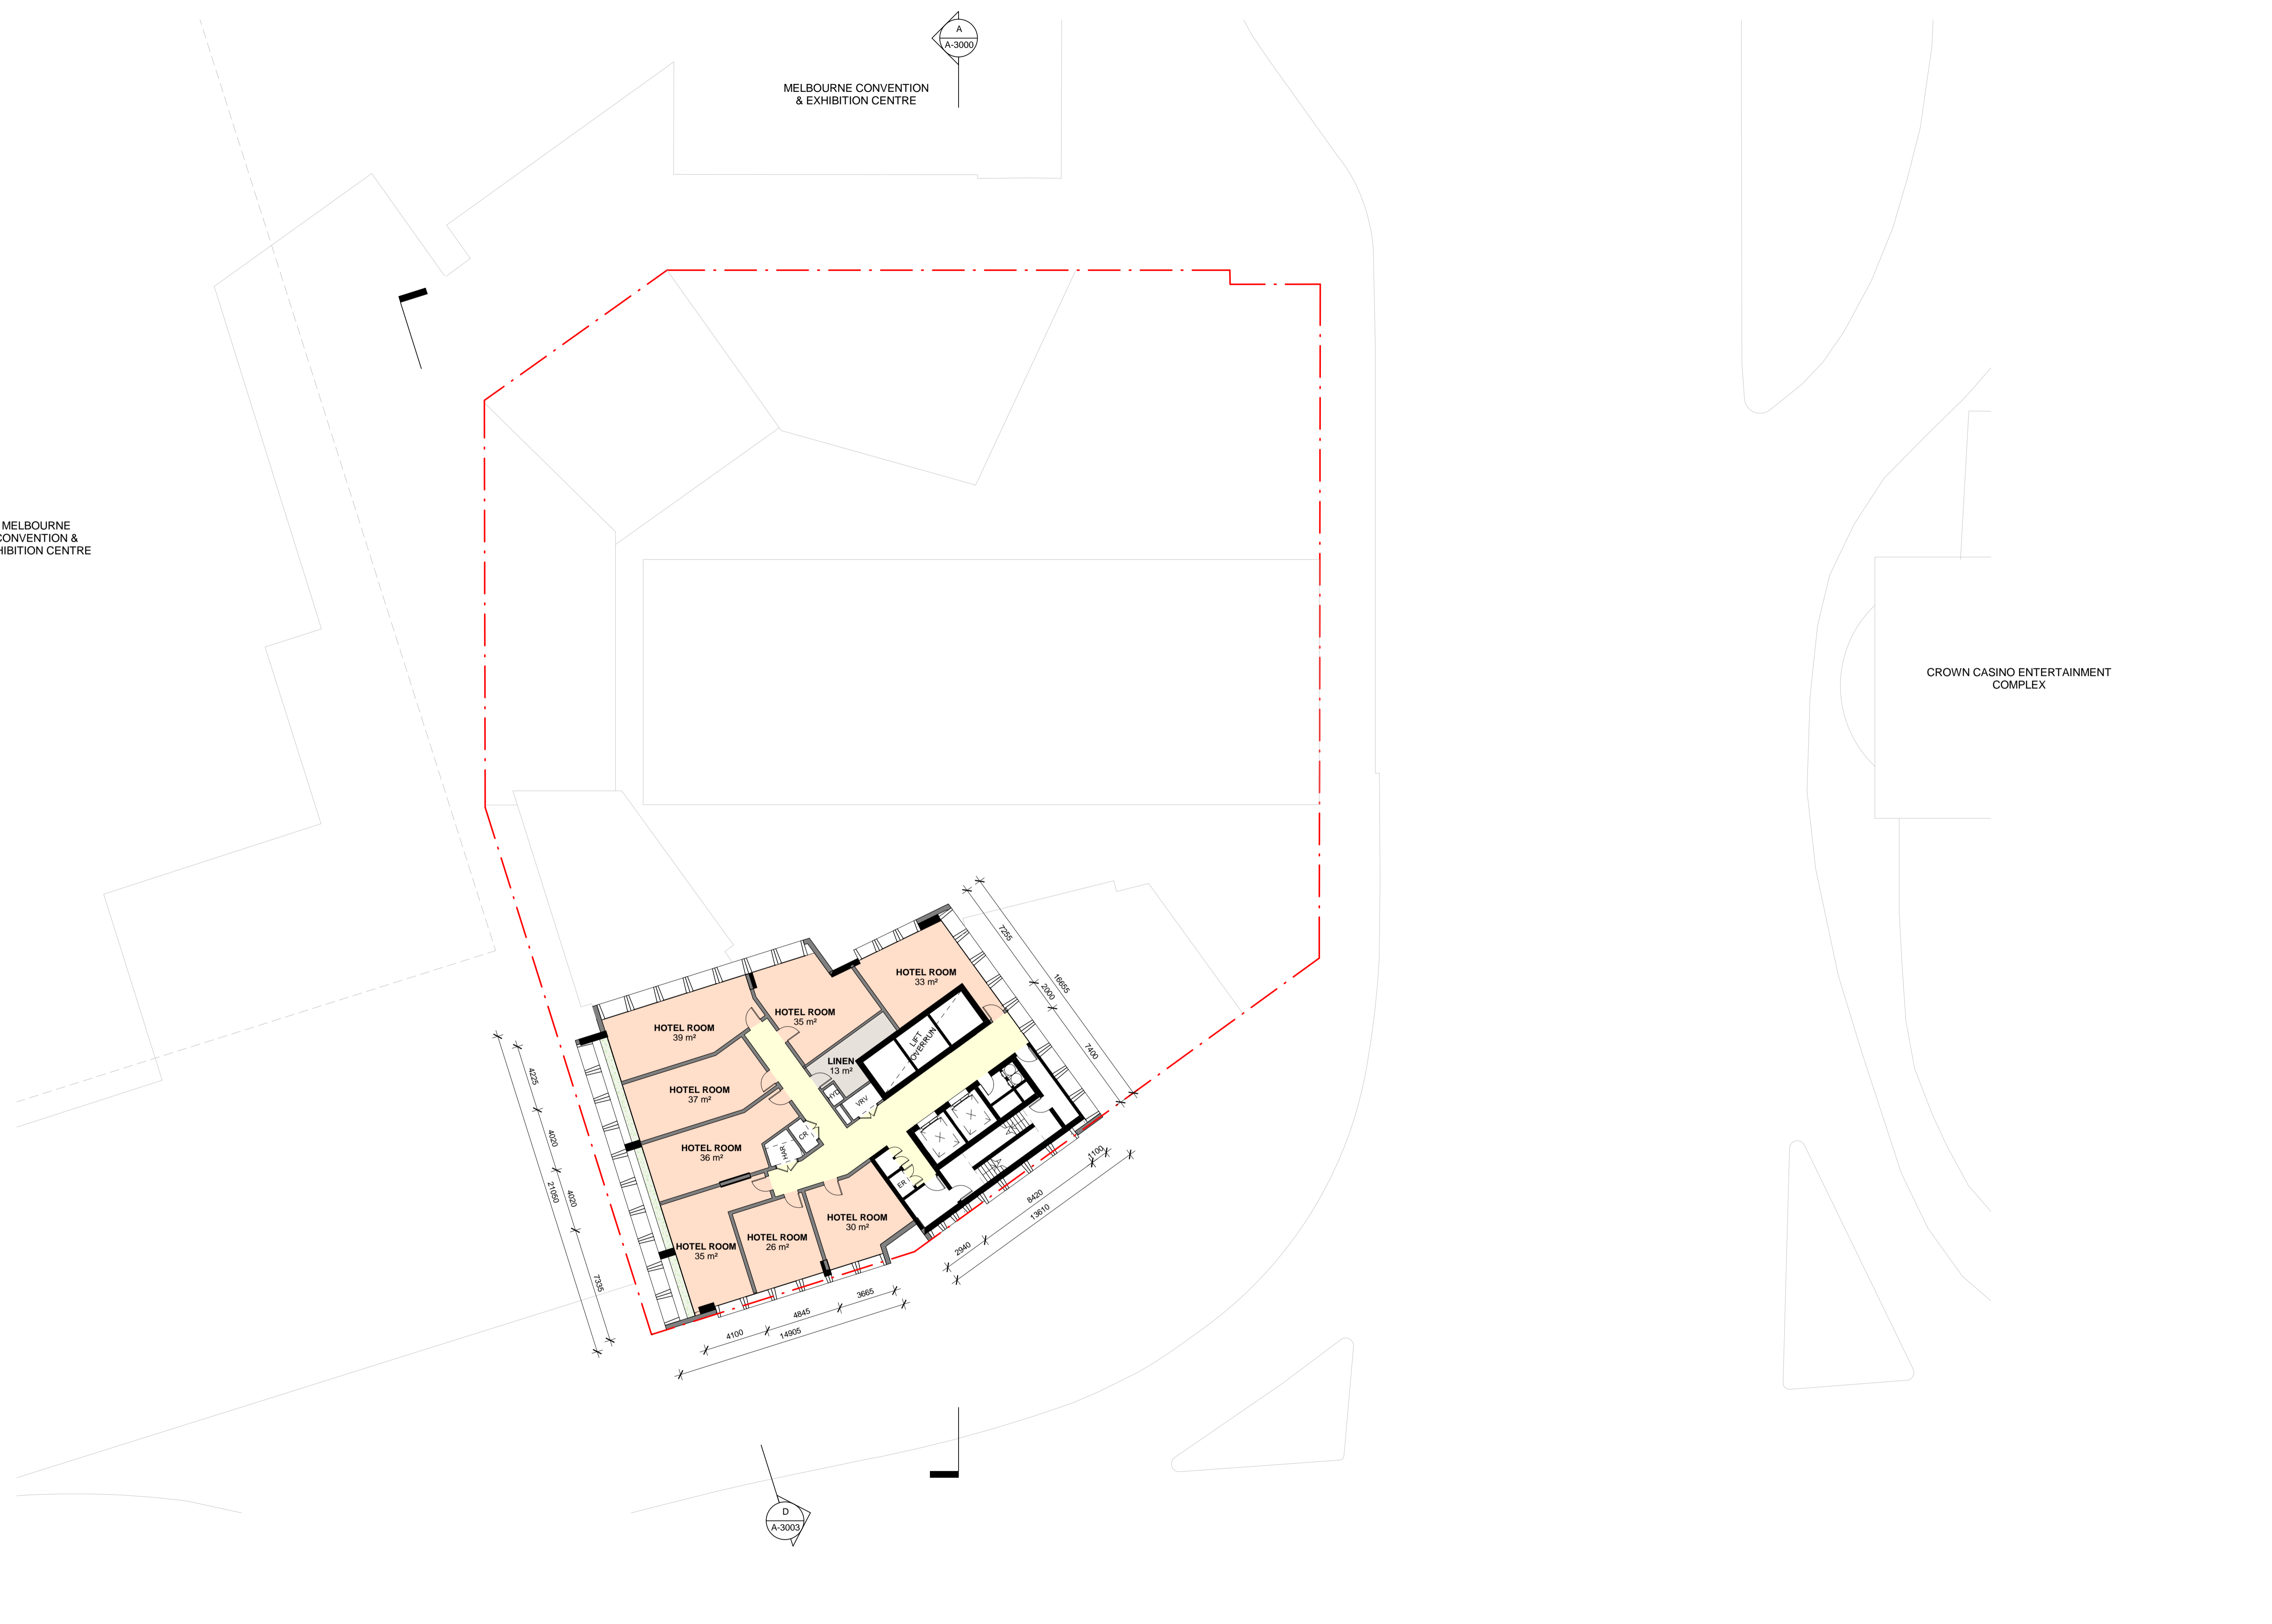 A
A-3000
MELBOURNE CONVENTION
& EXHIBITION CENTRE
MELBOURNE
CONVENTION &
HIBITION CENTRE
CROWN CASINO ENTERTAINMENT
COMPLEX
HOTEL ROOM
33 m²
HOTEL ROOM
35 m²
HOTEL ROOM
39 m²
LIFT
OVERRUN
LINEN
13 m²
HOTEL ROOM
37 m²
HYD
VRV
CR
HAR
HOTEL ROOM
36 m²
ER
HOTEL ROOM
30 m²
HOTEL ROOM
26 m²
HOTEL ROOM
35 m²
7255
2000
16655
7400
4225
4020
4020
21050
7335
1100
8420
13610
2940
3665
4845
4100
14905
D
A-3003